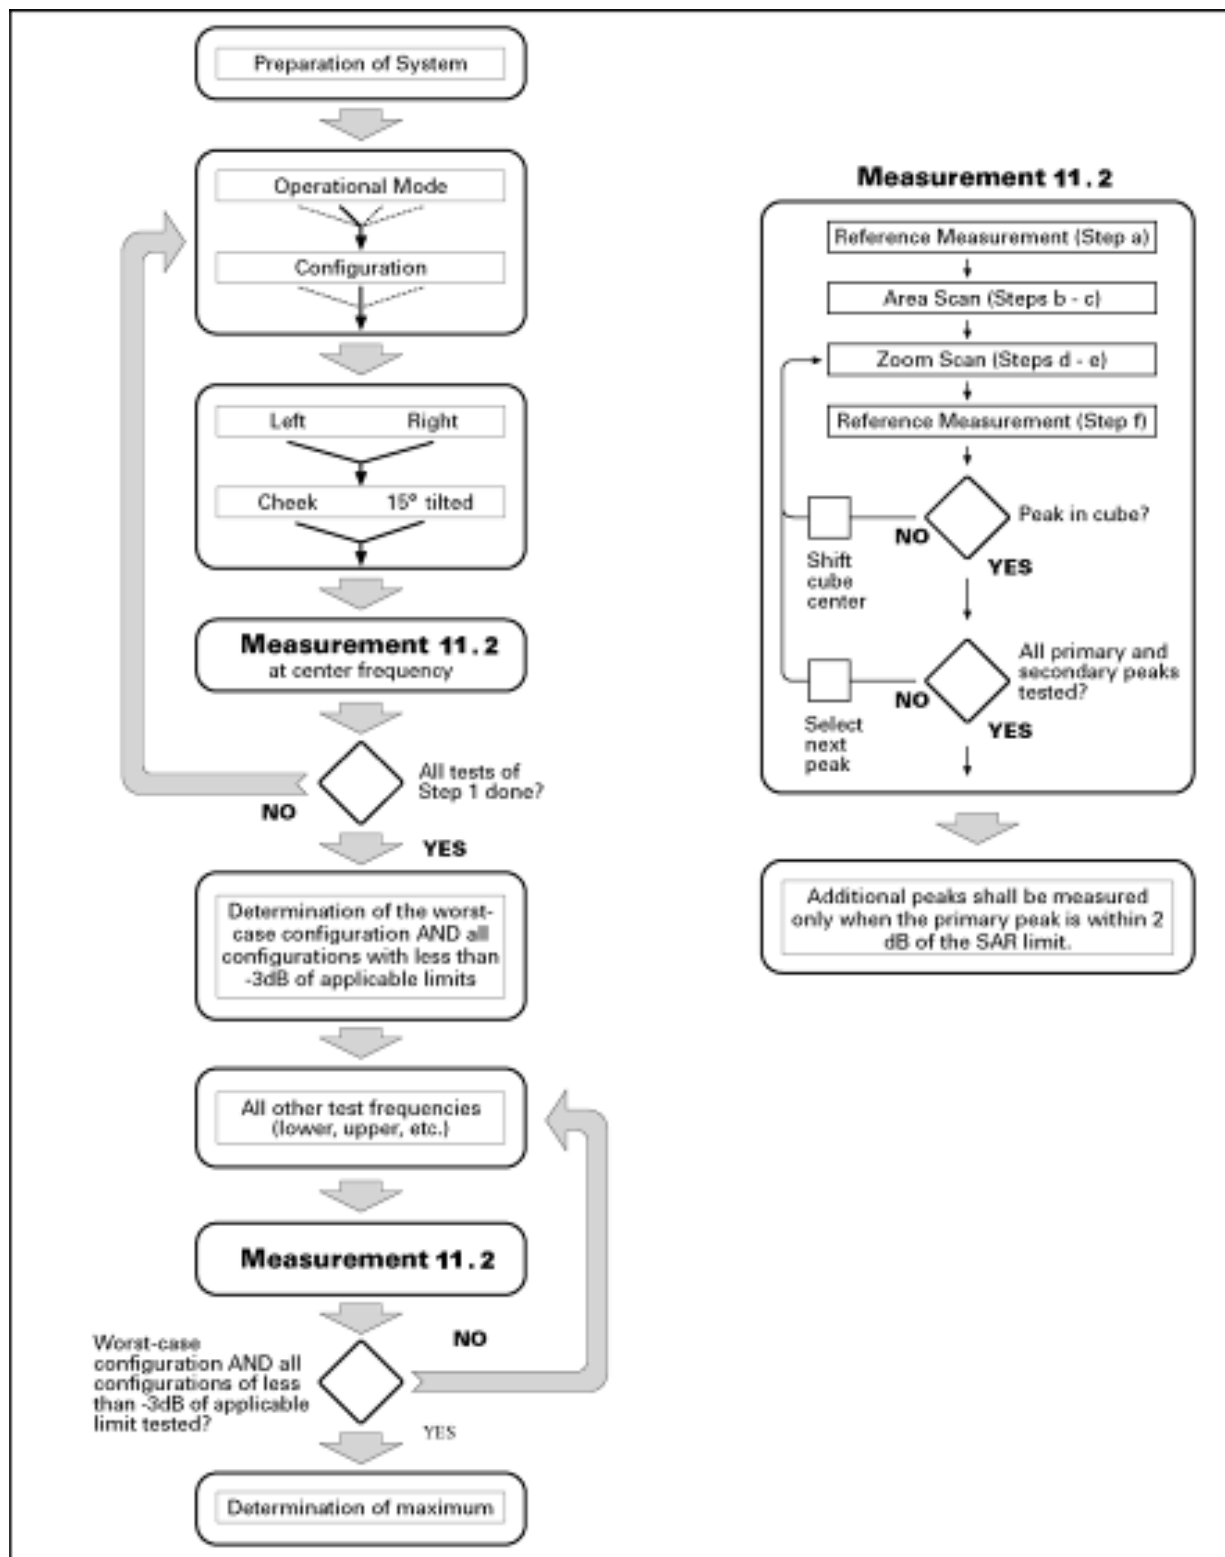 Preparation of System
Operational Mode
Configuration
Left Right
Cheek 15° tilted
Measurement 11.2
at center frequency
All tests of
Step 1 done?
NO
YES
Determination of the worst-
case configuration AND all
configurations with less than
-3dB of applicable limits
All other test frequencies
(lower, upper, etc.)
Measurement 11.2
NO
Worst-case
configuration AND all
configurations of less
than -3dB of applicable
limit tested?
YES
Determination of maximum
Measurement 11.2
Reference Measurement (Step a)
Area Scan (Steps b - c)
Zoom Scan (Steps d - e)
Reference Measurement (Step f)
Peak in cube?
NO
YES
Shift
cube
center
All primary and
secondary peaks
tested?
NO
YES
Select
next
peak
Additional peaks shall be measured
only when the primary peak is within 2
dB of the SAR limit.